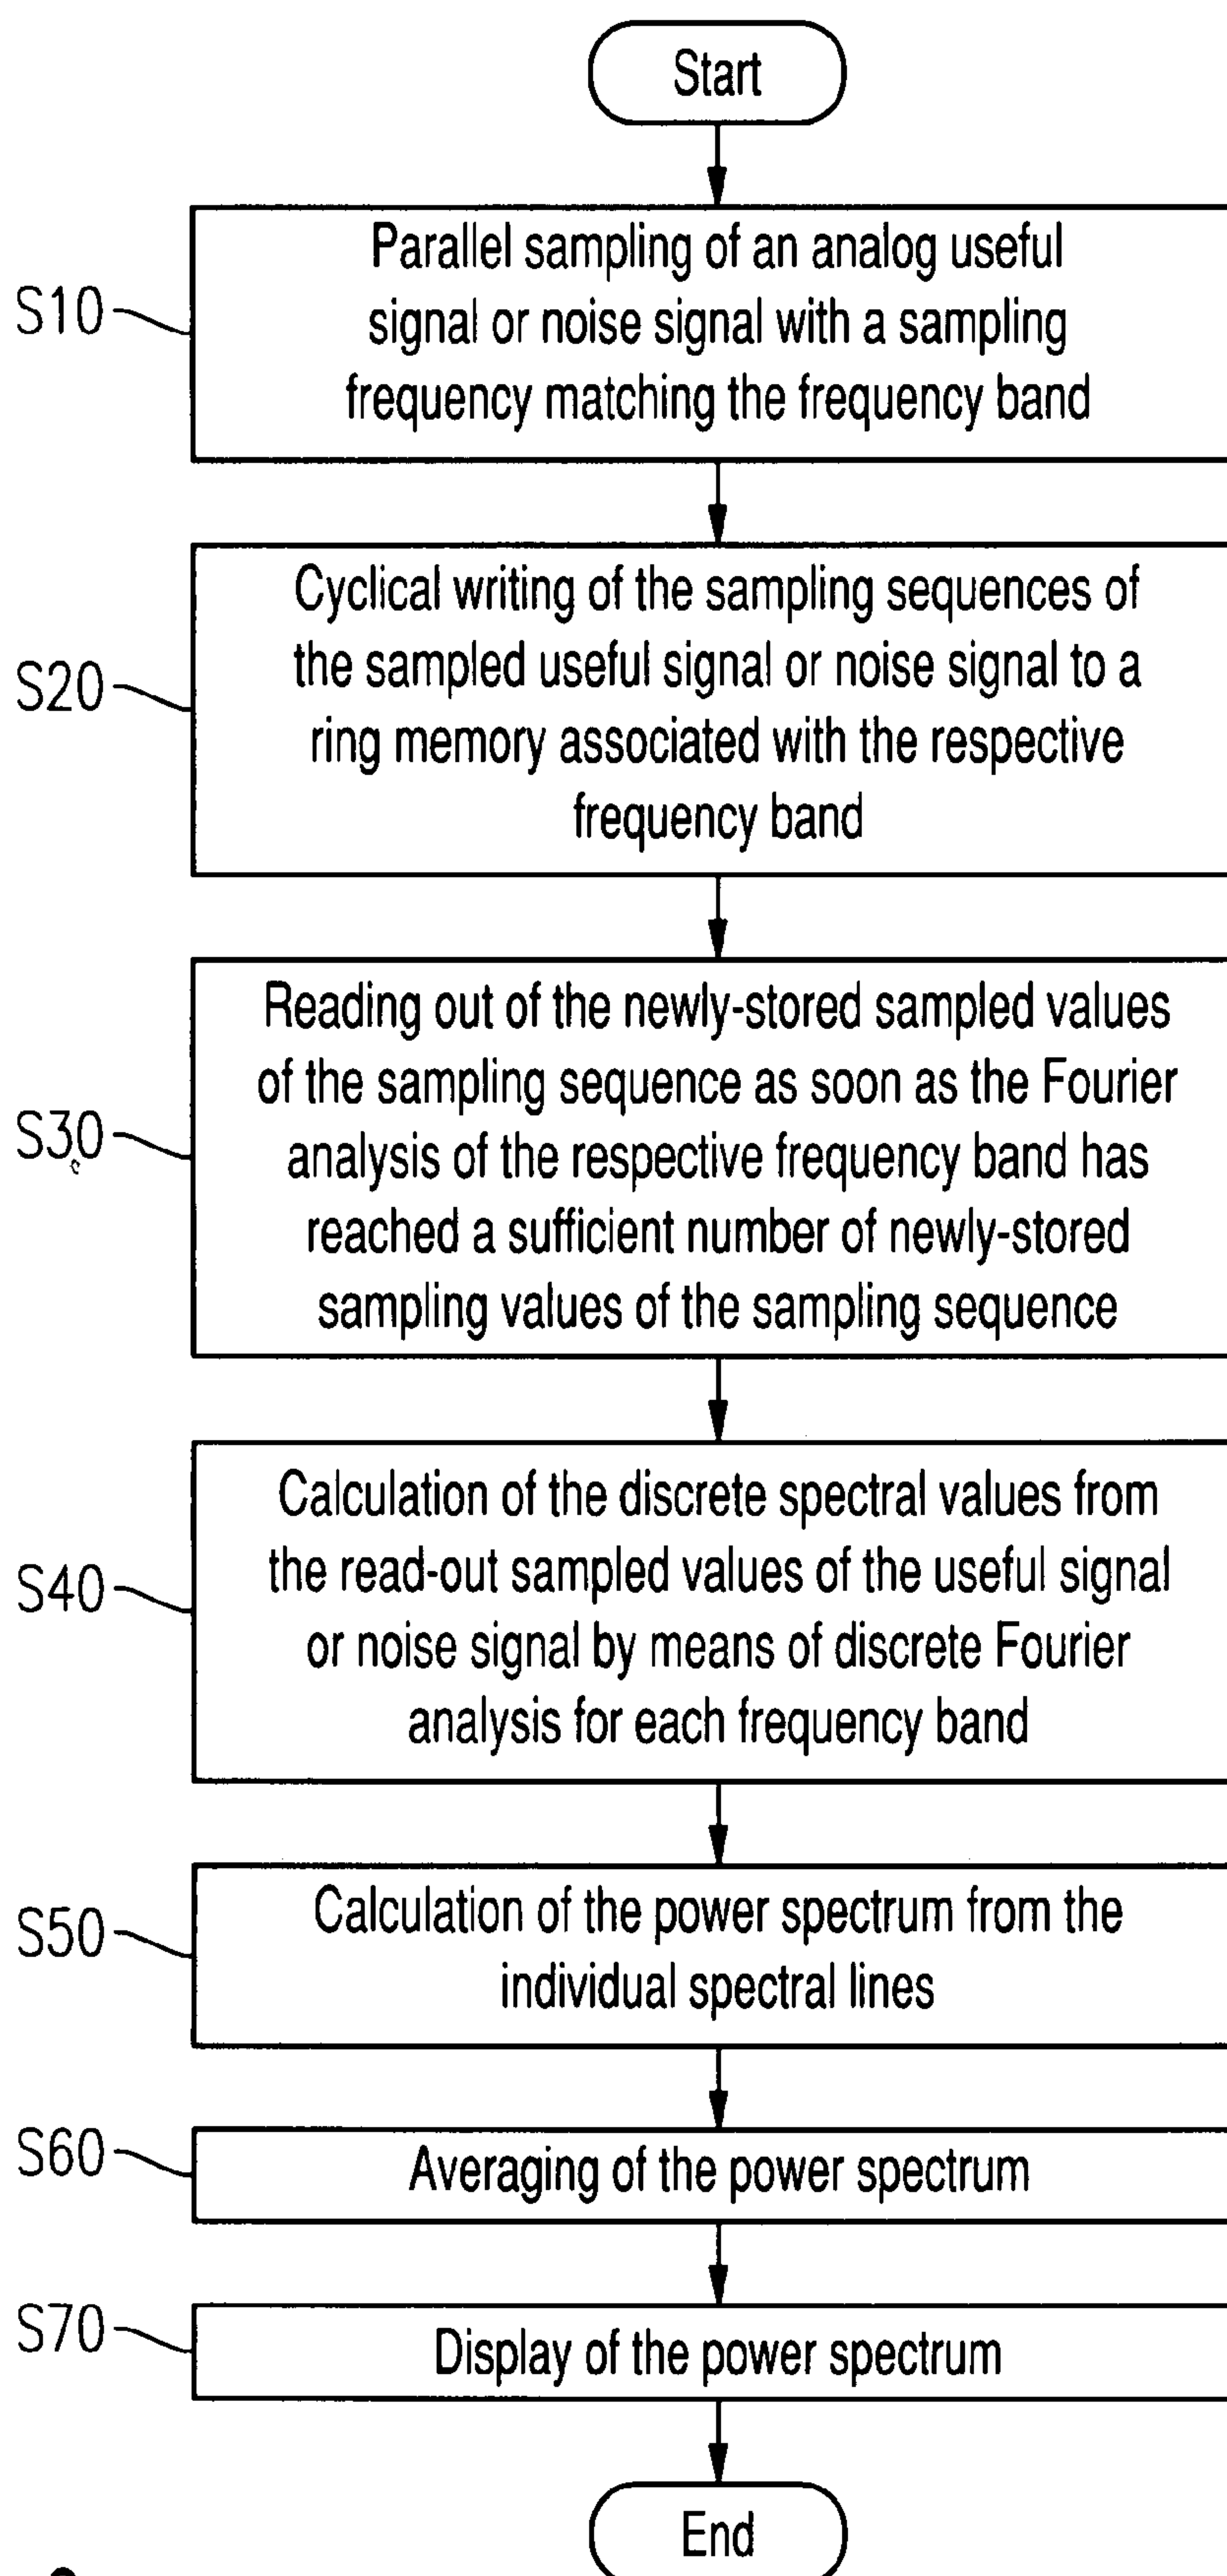 Start
S10
Parallel sampling of an analog useful
signal or noise signal with a sampling
frequency matching the frequency band
S20
Cyclical writing of the sampling sequences of
the sampled useful signal or noise signal to a
ring memory associated with the respective
frequency band
S30
Reading out of the newly-stored sampled values
of the sampling sequence as soon as the Fourier
analysis of the respective frequency band has
reached a sufficient number of newly-stored
sampling values of the sampling sequence
S40
Calculation of the discrete spectral values from
the read-out sampled values of the useful signal
or noise signal by means of discrete Fourier
analysis for each frequency band
S50
Calculation of the power spectrum from the
individual spectral lines
S60
Averaging of the power spectrum
S70
Display of the power spectrum
End